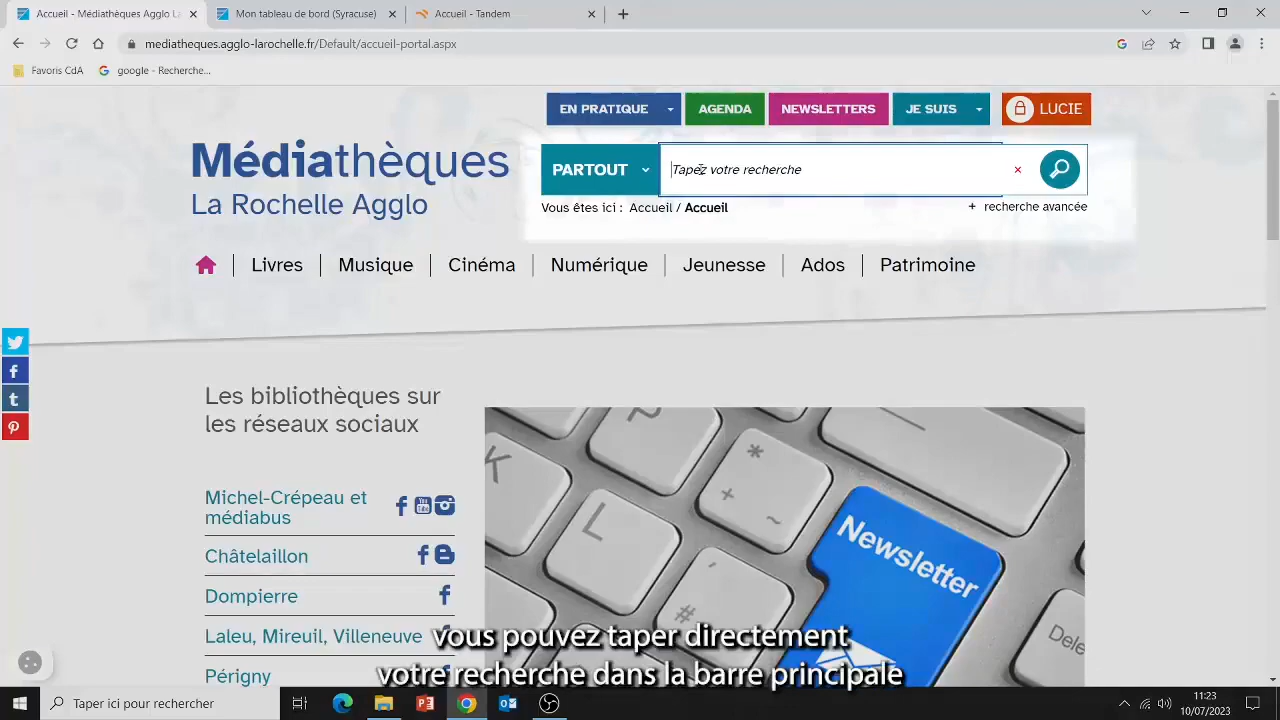 Accueil - Médiathèques Agglo La
Mon tableau de bord (Syracuse)
Accueil - Tandem
mediatheques.agglo-larochelle.fr/Default/accueil-portal.aspx
Favoris CdA
google - Recherche...
EN PRATIQUE
AGENDA
NEWSLETTERS
JE SUIS
LUCIE
Médiathèques
La Rochelle Agglo
PARTOUT
Tapez votre recherche
Vous êtes ici : Accueil / Accueil
+ recherche avancée
Livres
Musique
Cinéma
Numérique
Jeunesse
Ados
Patrimoine
Les bibliothèques sur
les réseaux sociaux
Michel-Crépeau et
médiabus
Châtelaillon
Dompierre
Laleu, Mireuil, Villeneuve
Périgny
K
L
*
+
~
#
Newsletter
Delete
vous pouvez taper directement
votre recherche dans la barre principale
Taper ici pour rechercher
11:23
10/07/2023